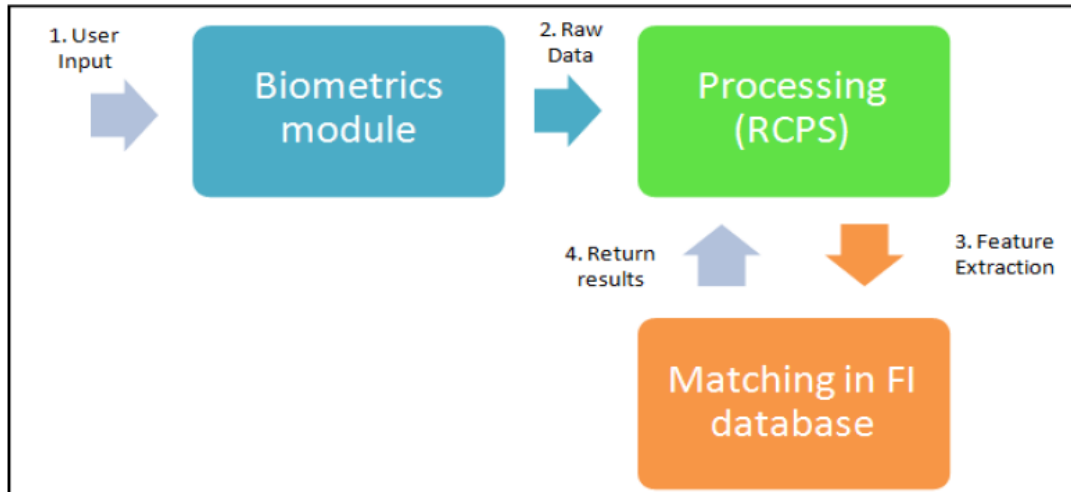 1. User
Input
Biometrics
module
2. Raw
Data
Processing
(RCPS)
3. Feature
Extraction
4. Return
results
Matching in FI
database